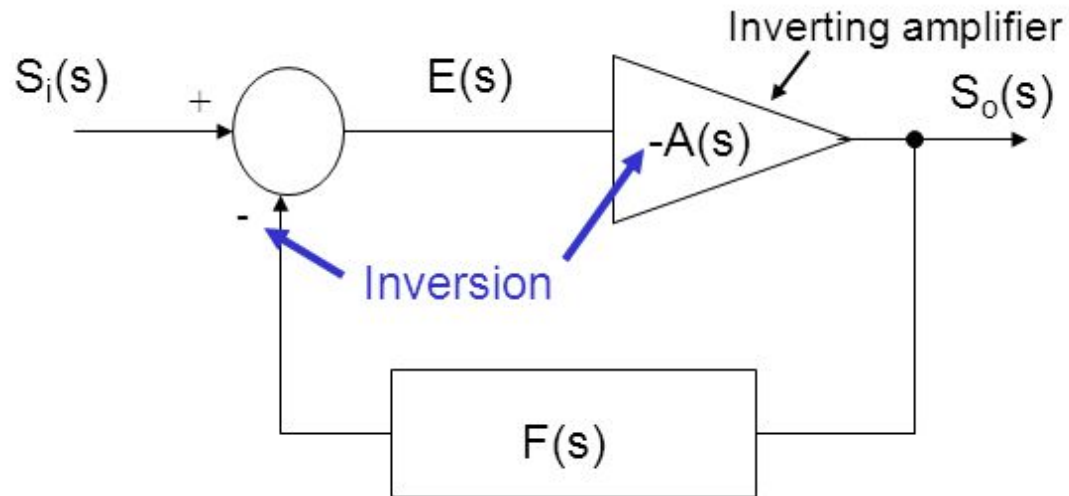 Inverting amplifier
Sᵢ(s)
E(s)
Sₒ(s)
+
-A(s)
-
Inversion
F(s)